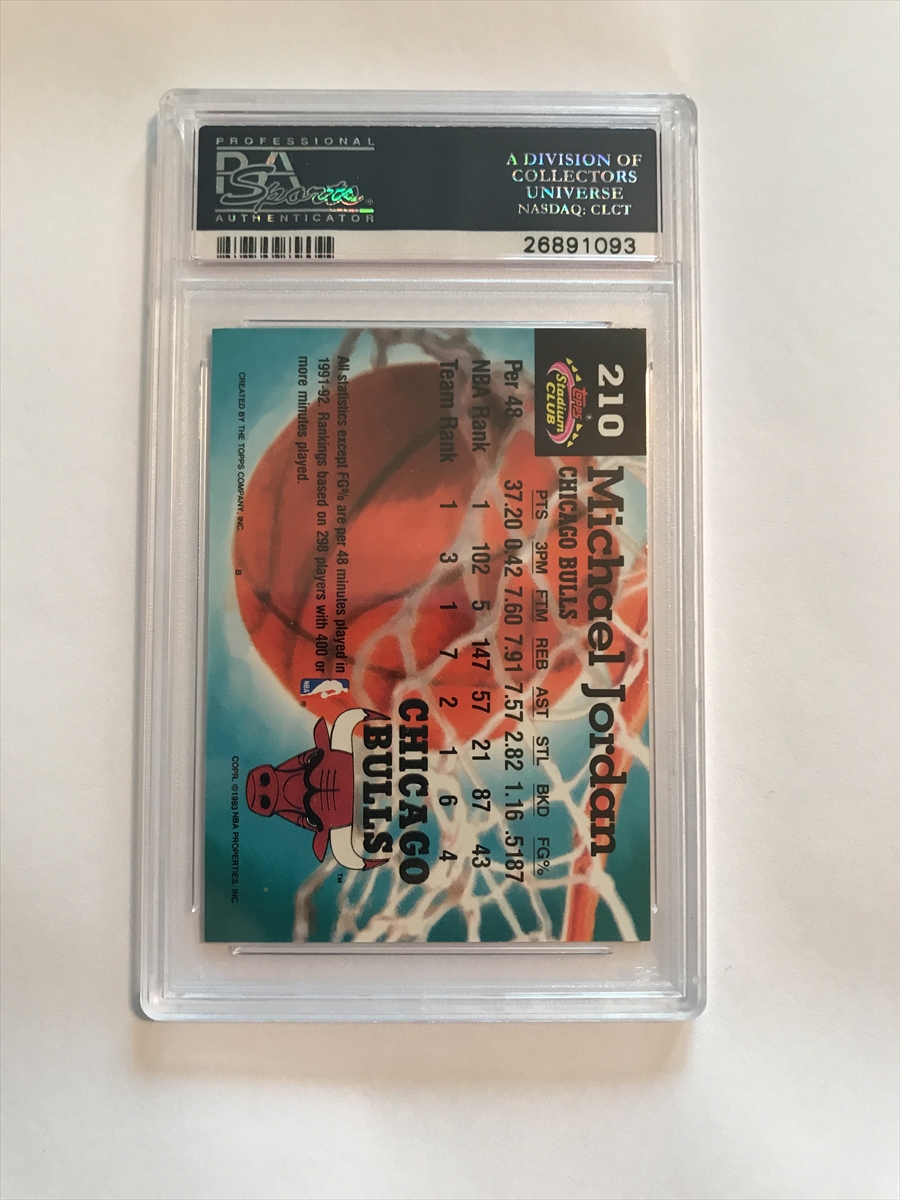 PROFESSIONAL
PSA
Sports
AUTHENTICATOR
A DIVISION OF
COLLECTORS
UNIVERSE
NASDAQ: CLCT
26891093
210
Topps
Stadium
CLUB
Michael Jordan
CHICAGO BULLS
PTS 3PM FTM REB AST STL BKD FG%
Per 48 37.20 0.42 7.60 7.91 7.57 2.82 1.16 .5187
NBA Rank 1 102 5 147 57 21 87 43
Team Rank 1 3 1 7 2 1 6 4
CHICAGO
BULLS
TM
All statistics except FG% are per 48 minutes played in
1991-92. Rankings based on 298 players with 400 or
more minutes played.
NBA
®
CREATED BY THE TOPPS COMPANY, INC.
B
COPR. ©1993 NBA PROPERTIES, INC.